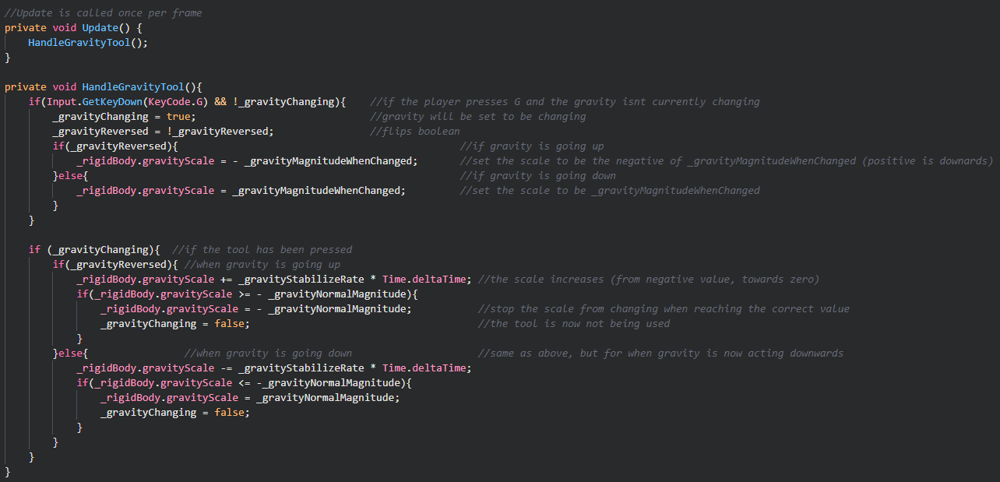 //Update is called once per frame
private void Update() {
    HandleGravityTool();
}

private void HandleGravityTool(){
    if(Input.GetKeyDown(KeyCode.G) && !_gravityChanging){    //if the player presses G and the gravity isnt currently changing
        _gravityChanging = true;                             //gravity will be set to be changing
        _gravityReversed = !_gravityReversed;                //flips boolean
        if(_gravityReversed){                                               //if gravity is going up
            _rigidBody.gravityScale = - _gravityMagnitudeWhenChanged;       //set the scale to be the negative of _gravityMagnitudeWhenChanged (positive is downards)
        }else{                                                              //if gravity is going down
            _rigidBody.gravityScale = _gravityMagnitudeWhenChanged;         //set the scale to be _gravityMagnitudeWhenChanged
        }
    }

    if (_gravityChanging){  //if the tool has been pressed
        if(_gravityReversed){ //when gravity is going up
            _rigidBody.gravityScale += _gravityStabilizeRate * Time.deltaTime; //the scale increases (from negative value, towards zero)
            if(_rigidBody.gravityScale >= - _gravityNormalMagnitude){
                _rigidBody.gravityScale = - _gravityNormalMagnitude;           //stop the scale from changing when reaching the correct value
                _gravityChanging = false;                                      //the tool is now not being used
            }
        }else{                //when gravity is going down                     //same as above, but for when gravity is now acting downwards
            _rigidBody.gravityScale -= _gravityStabilizeRate * Time.deltaTime;
            if(_rigidBody.gravityScale <= -_gravityNormalMagnitude){
                _rigidBody.gravityScale = _gravityNormalMagnitude;
                _gravityChanging = false;
            }
        }
    }
}